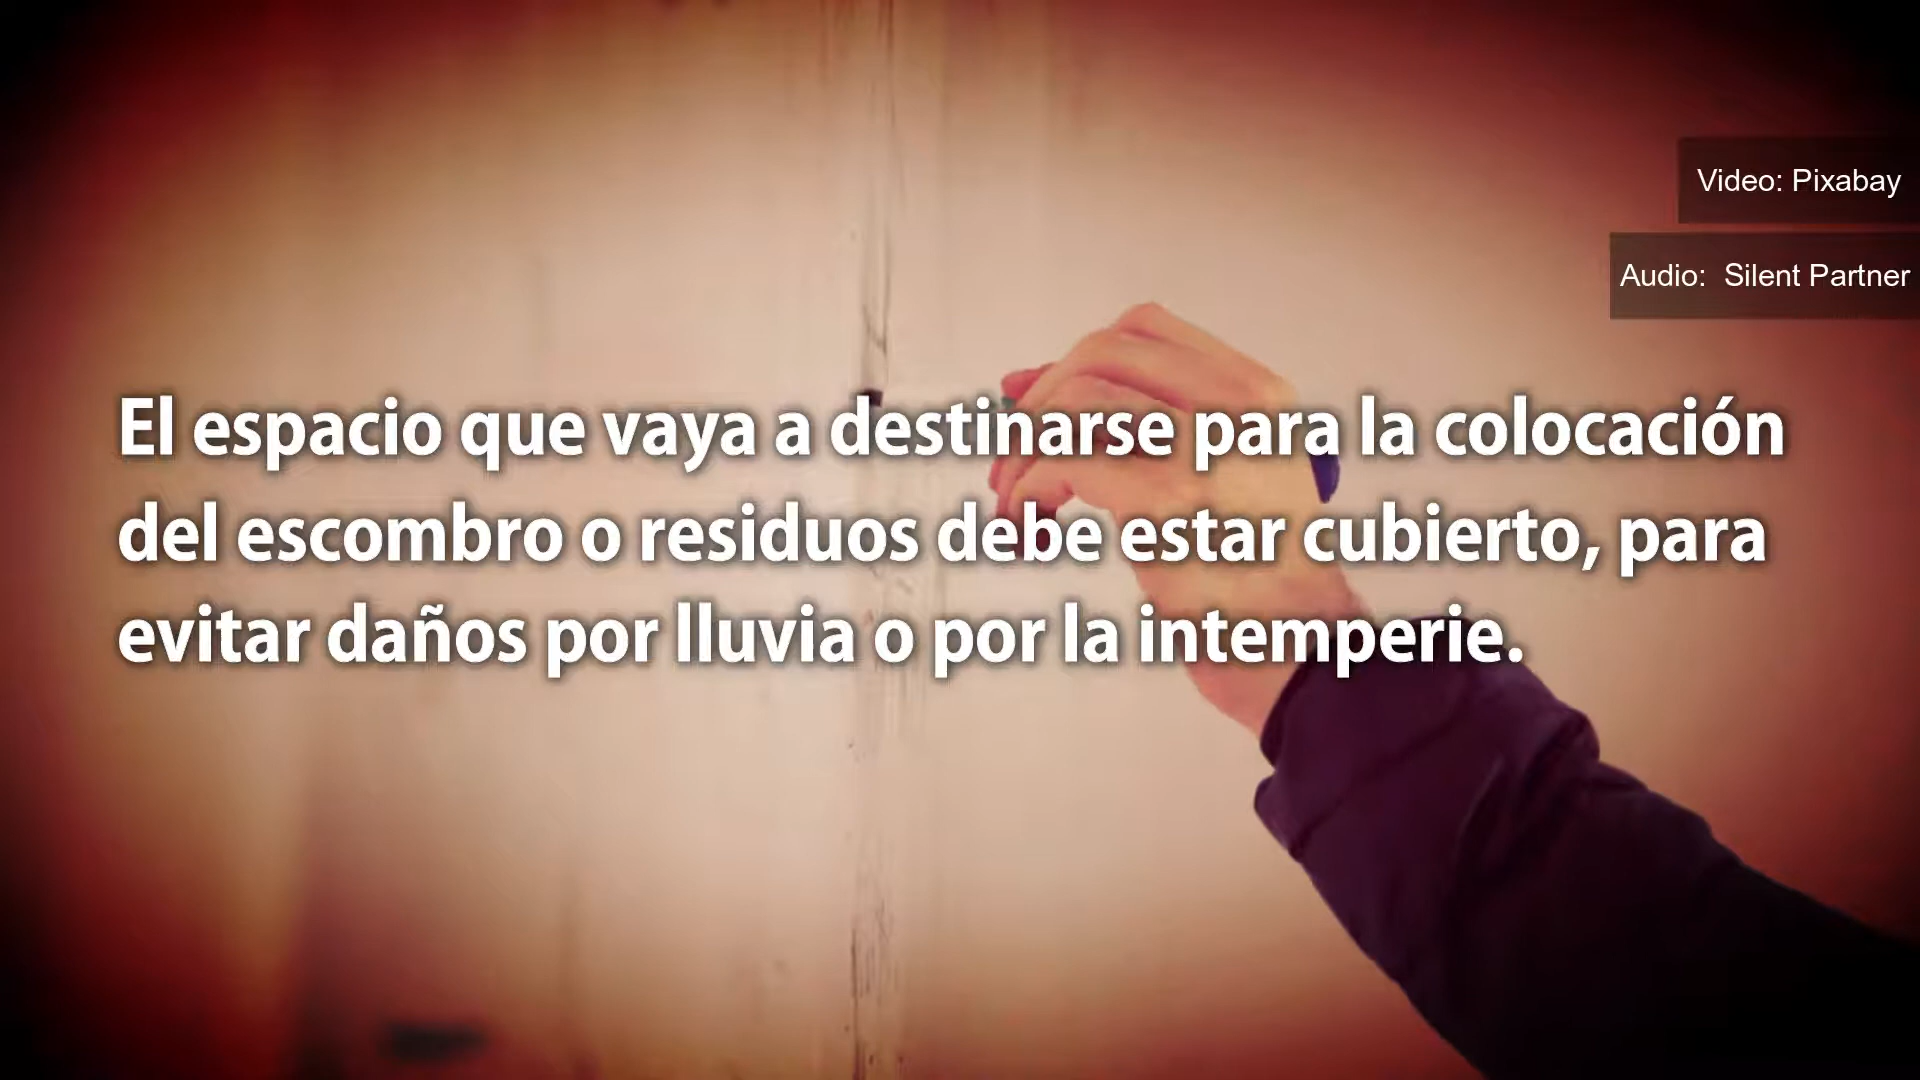 Video: Pixabay
Audio: Silent Partner
El espacio que vaya a destinarse para la colocación
del escombro o residuos debe estar cubierto, para
evitar daños por lluvia o por la intemperie.